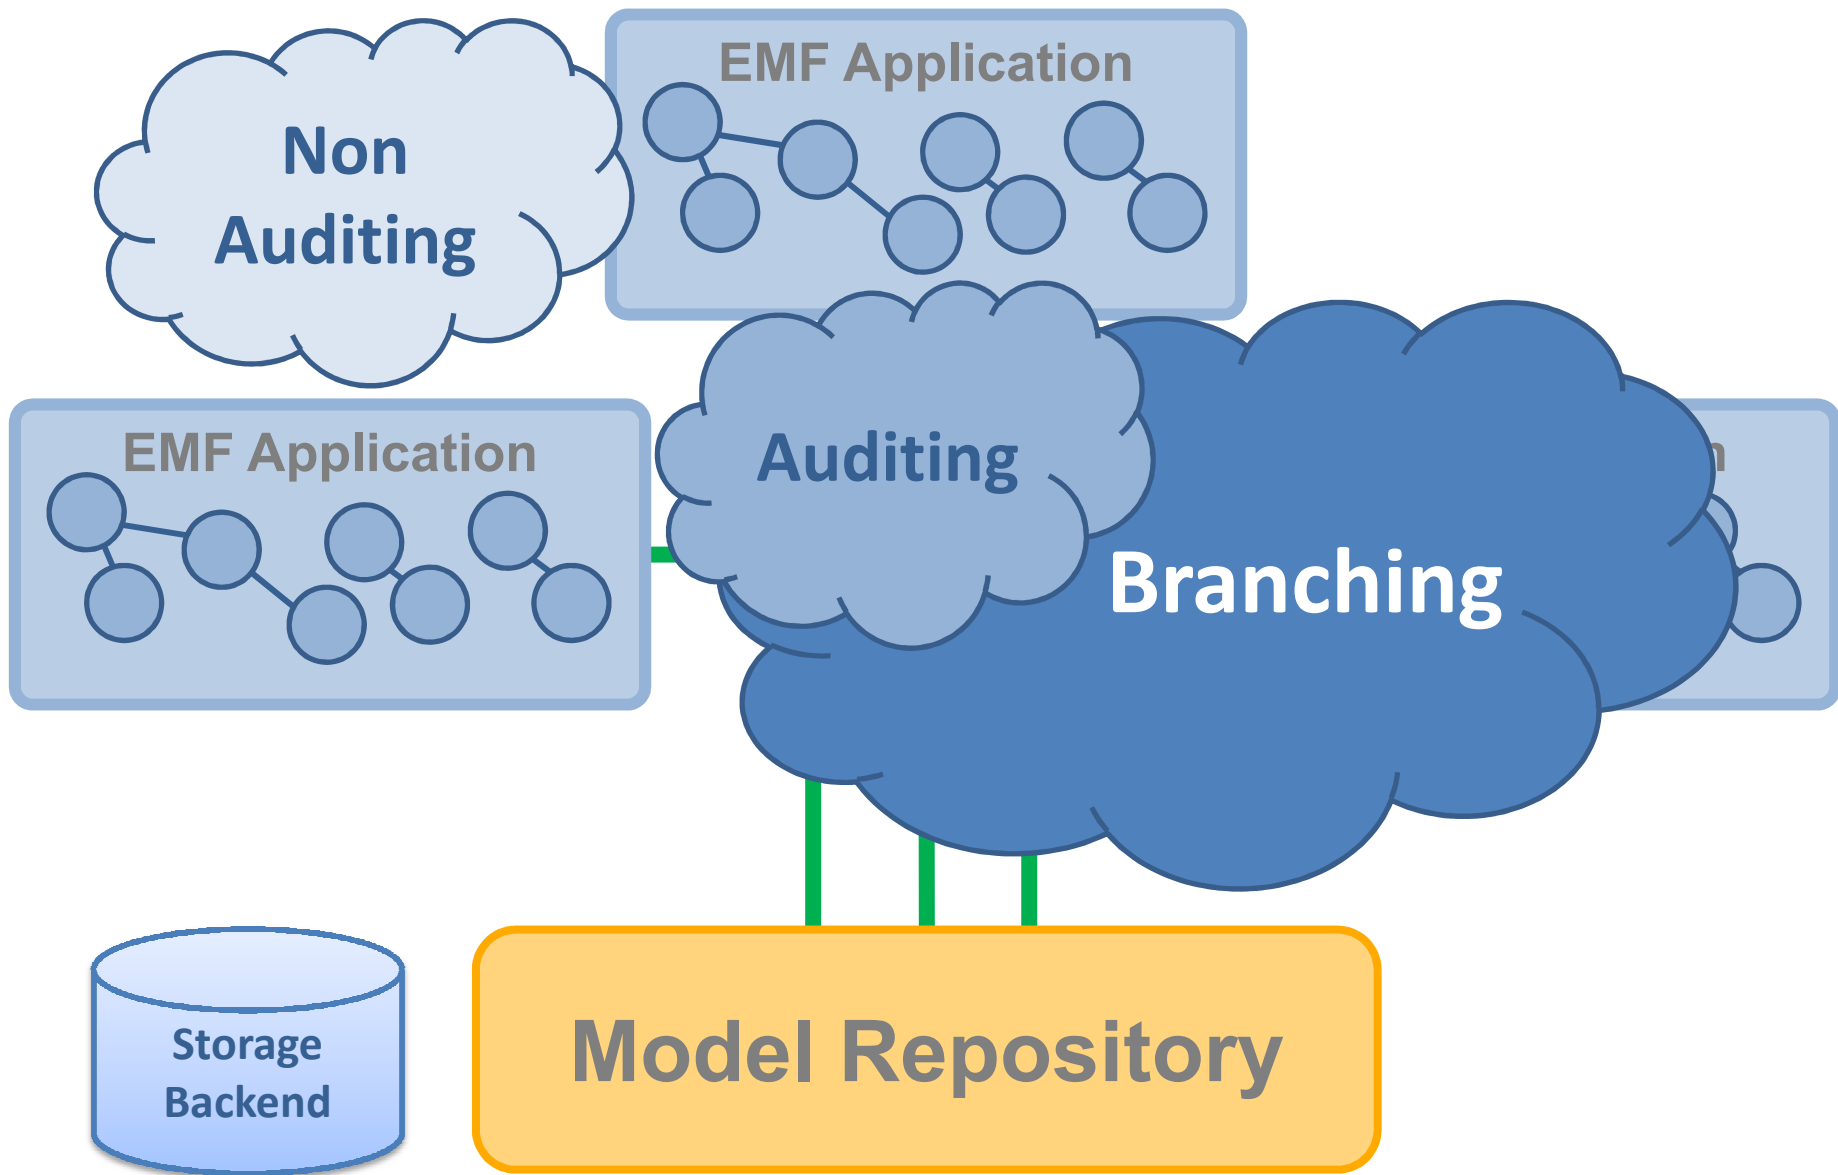 EMF Application
Non
Auditing
EMF Application
Auditing
Branching
Storage
Backend
Model Repository